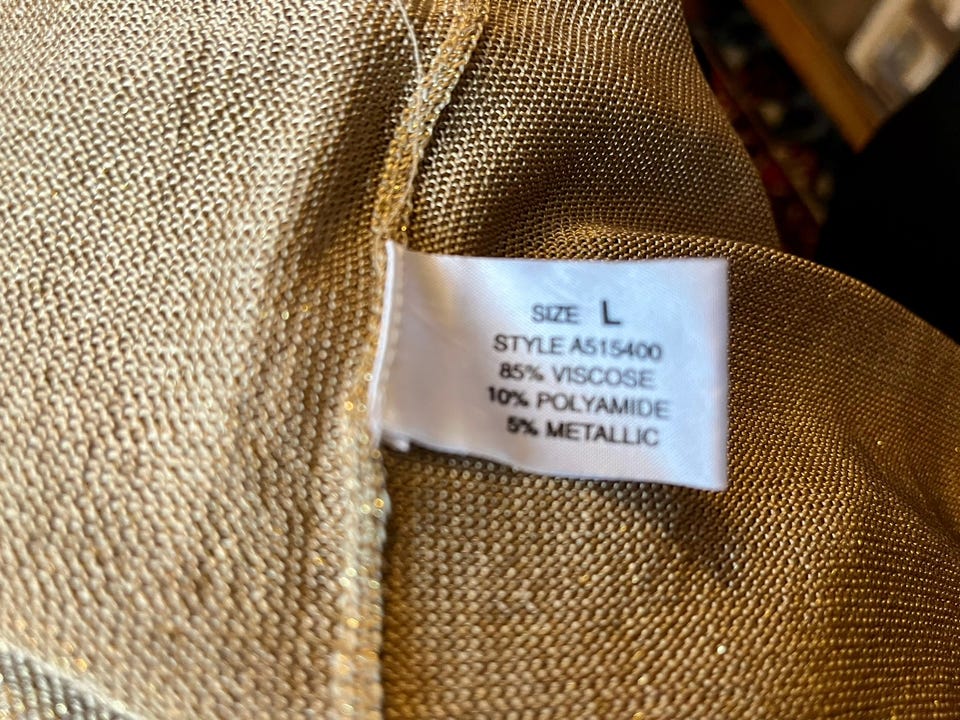 SIZE L
STYLE A515400
85% VISCOSE
10% POLYAMIDE
5% METALLIC